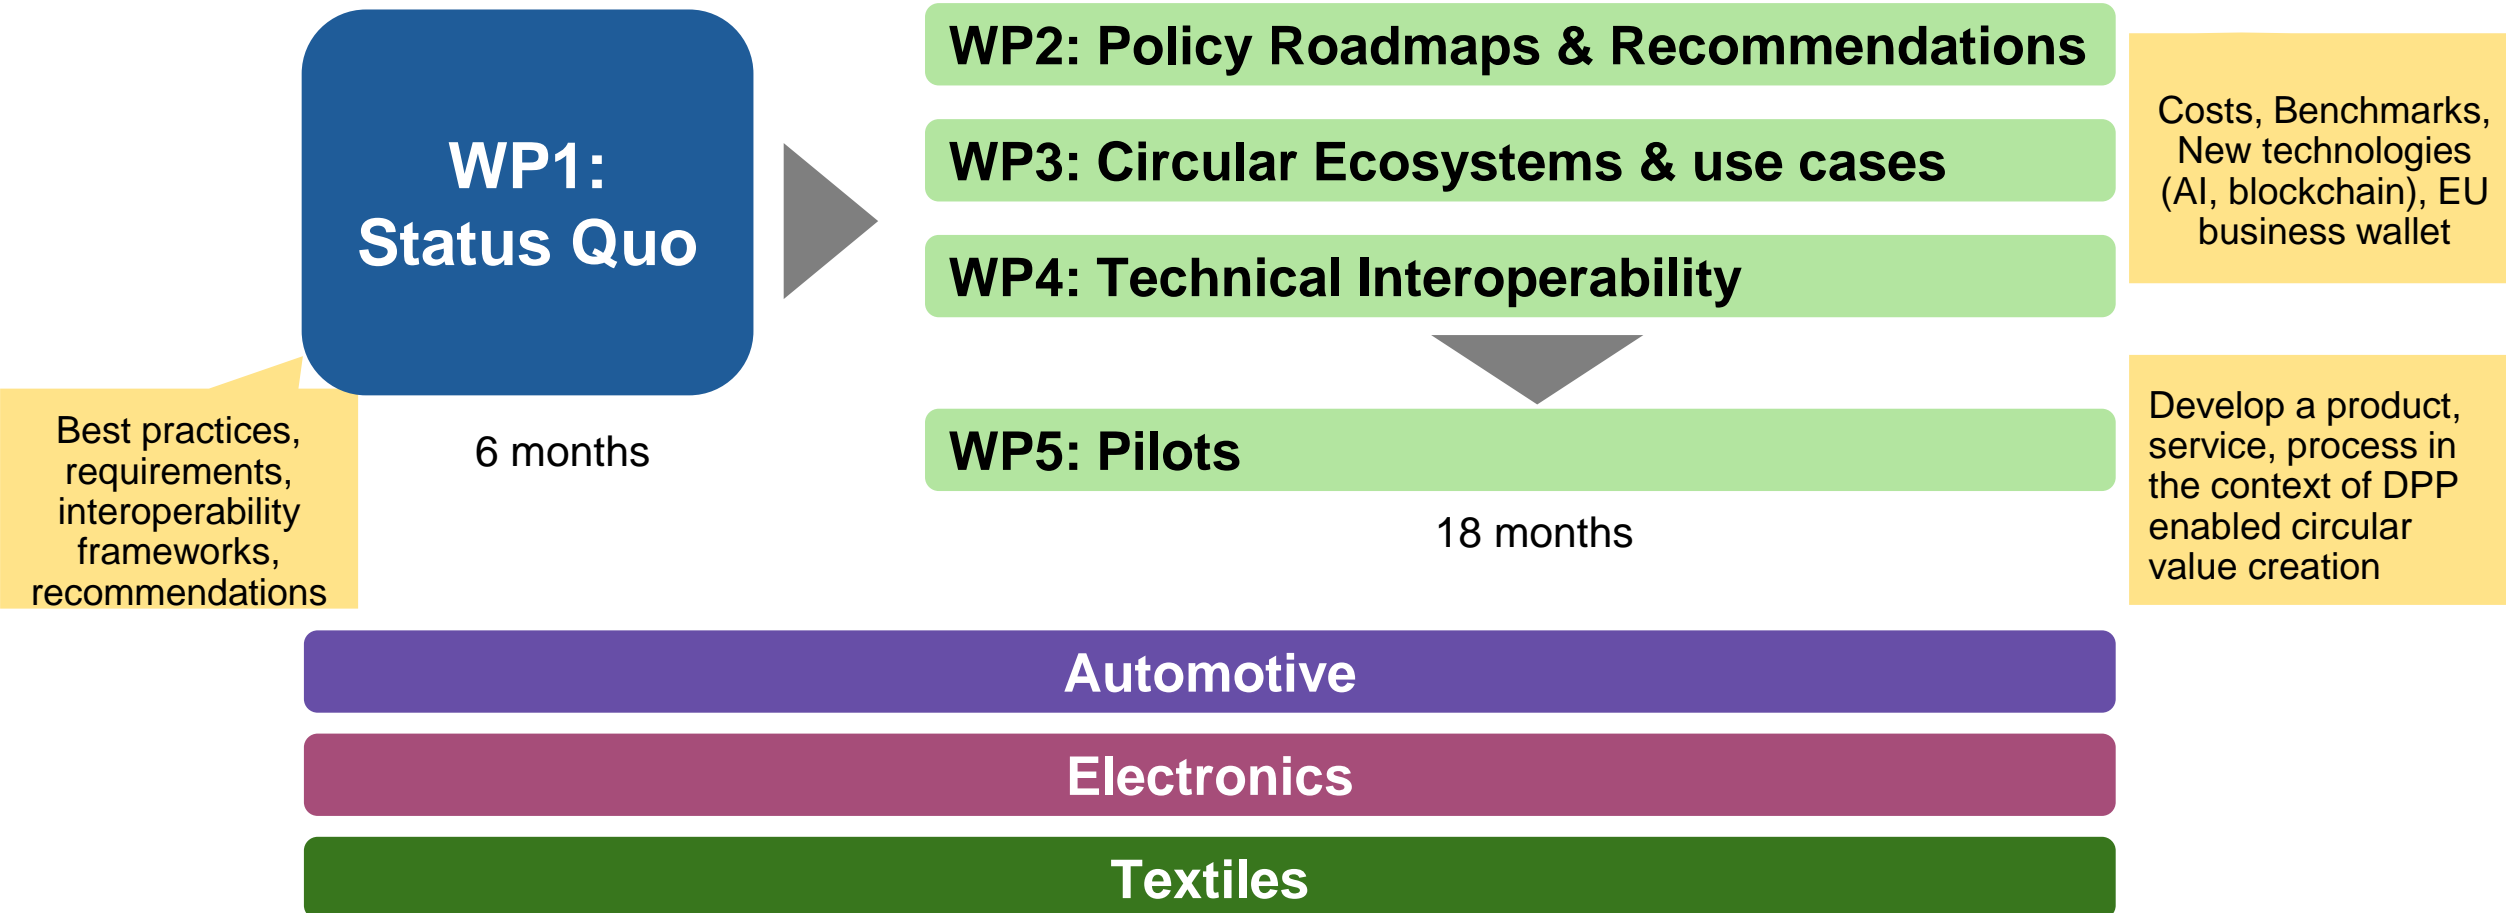 WP1:
Status Quo
Best practices,
requirements,
interoperability
frameworks,
recommendations
6 months
WP2: Policy Roadmaps & Recommendations
WP3: Circular Ecosystems & use cases
WP4: Technical Interoperability
Costs, Benchmarks,
New technologies
(AI, blockchain), EU
business wallet
WP5: Pilots
18 months
Develop a product,
service, process in
the context of DPP
enabled circular
value creation
Automotive
Electronics
Textiles